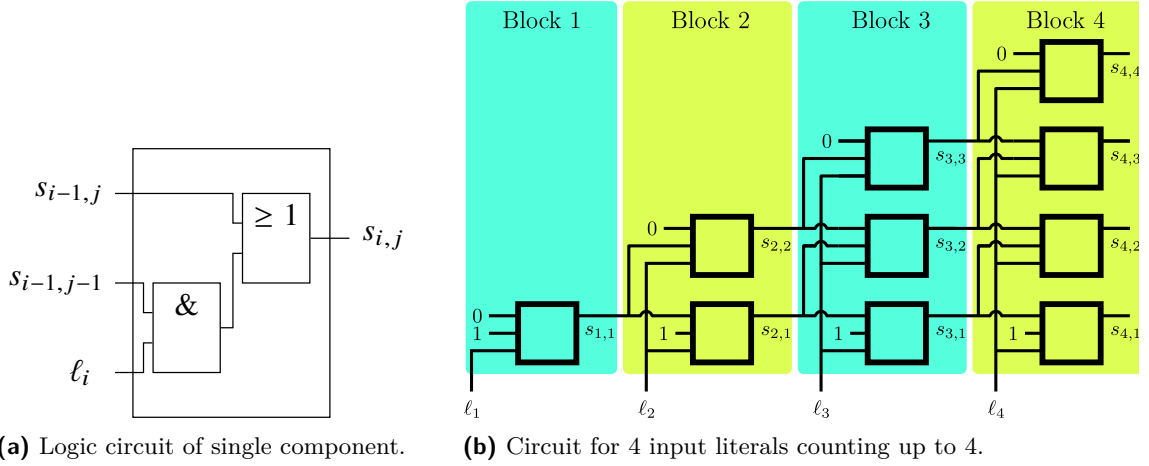 Block 1 Block 2 Block 3 Block 4
0 s_{4,4}
0 s_{3,3} s_{4,3}
s_{i−1,j} ≥ 1 s_{i,j}
0 s_{2,2} s_{3,2} s_{4,2}
s_{i−1,j−1} &
0
1 s_{1,1} 1 s_{2,1} 1 s_{3,1} 1 s_{4,1}
ℓ_i
ℓ_1 ℓ_2 ℓ_3 ℓ_4
(a) Logic circuit of single component.
(b) Circuit for 4 input literals counting up to 4.